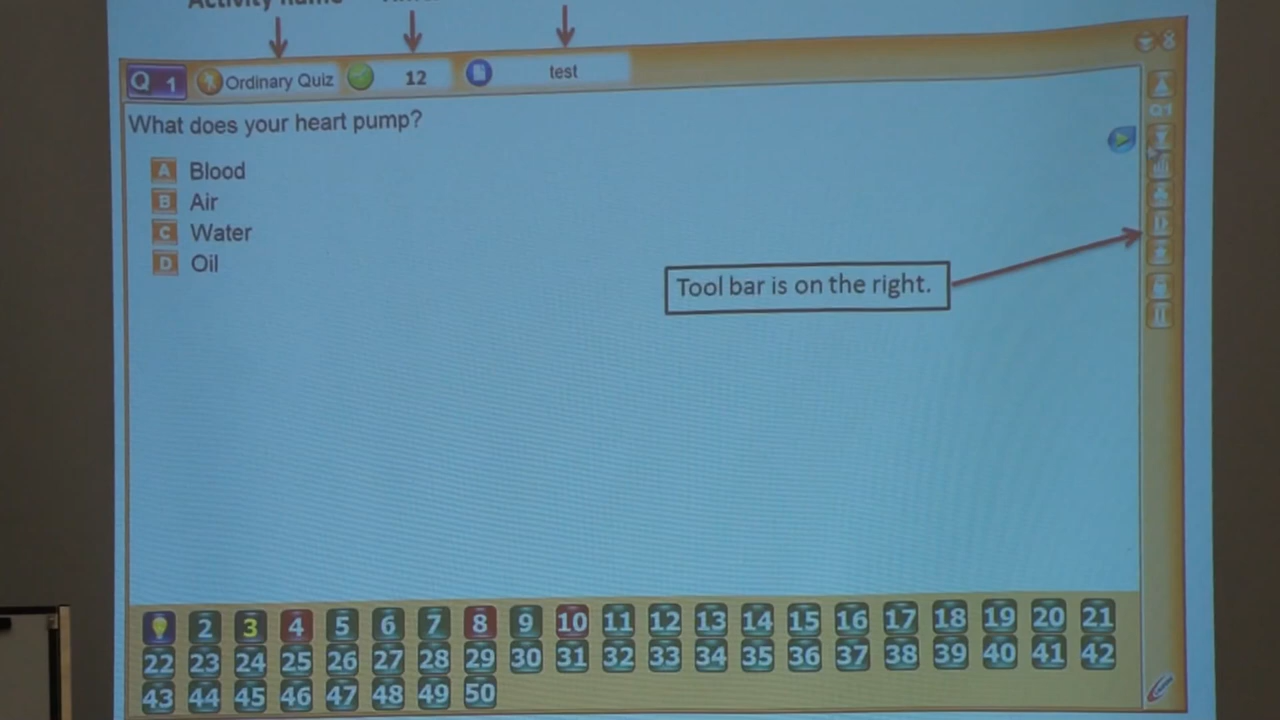 Activity name
Q 1 Ordinary Quiz 12 test
What does your heart pump?
A Blood
B Air
C Water
D Oil
Q1
Tool bar is on the right.
2 3 4 5 6 7 8 9 10 11 12 13 14 15 16 17 18 19 20 21
22 23 24 25 26 27 28 29 30 31 32 33 34 35 36 37 38 39 40 41 42
43 44 45 46 47 48 49 50